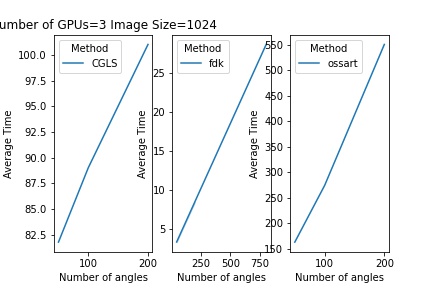 umber of GPUs=3 Image Size=1024
Method
CGLS
100.0
97.5
95.0
92.5
90.0
87.5
85.0
82.5
Average Time
100
200
Number of angles
Method
fdk
25
20
15
10
5
Average Time
250
500
750
Number of angles
Method
ossart
550
500
450
400
350
300
250
200
150
Average Time
100
200
Number of angles